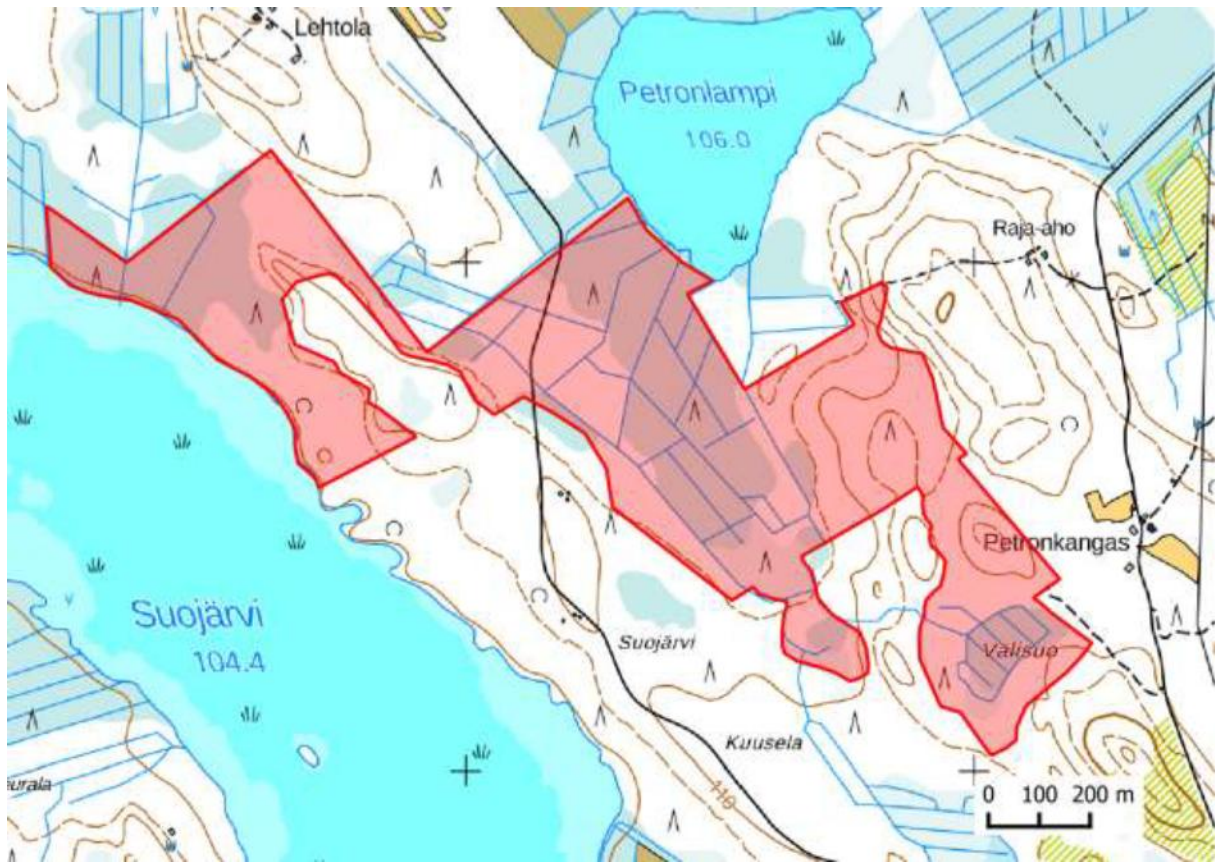 Lehtola
Petronlampi
106.0
Raja-aho
Petronkangas
Suojärvi
104.4
Suojärvi
Välisuo
Kuusela
110
0 100 200 m